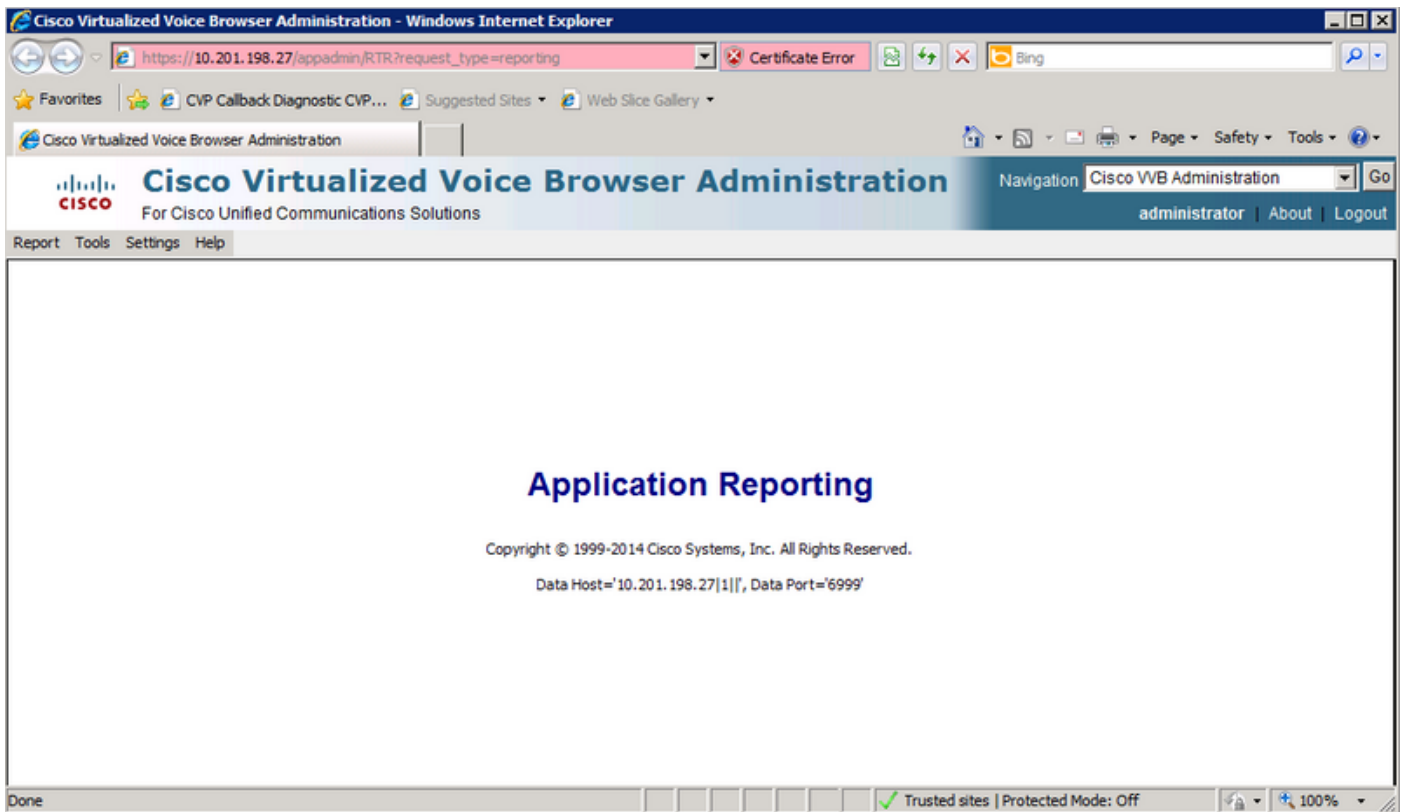 Cisco Virtualized Voice Browser Administration - Windows Internet Explorer
https://10.201.198.27/appadmin/RTR?request_type=reporting Certificate Error Bing
Favorites CVP Callback Diagnostic CVP... Suggested Sites Web Slice Gallery
Cisco Virtualized Voice Browser Administration Page Safety Tools
CISCO Cisco Virtualized Voice Browser Administration Navigation Cisco VVB Administration Go
For Cisco Unified Communications Solutions administrator | About | Logout
Report Tools Settings Help
Application Reporting
Copyright © 1999-2014 Cisco Systems, Inc. All Rights Reserved.
Data Host='10.201.198.27|1||', Data Port='6999'
Done Trusted sites | Protected Mode: Off 100%